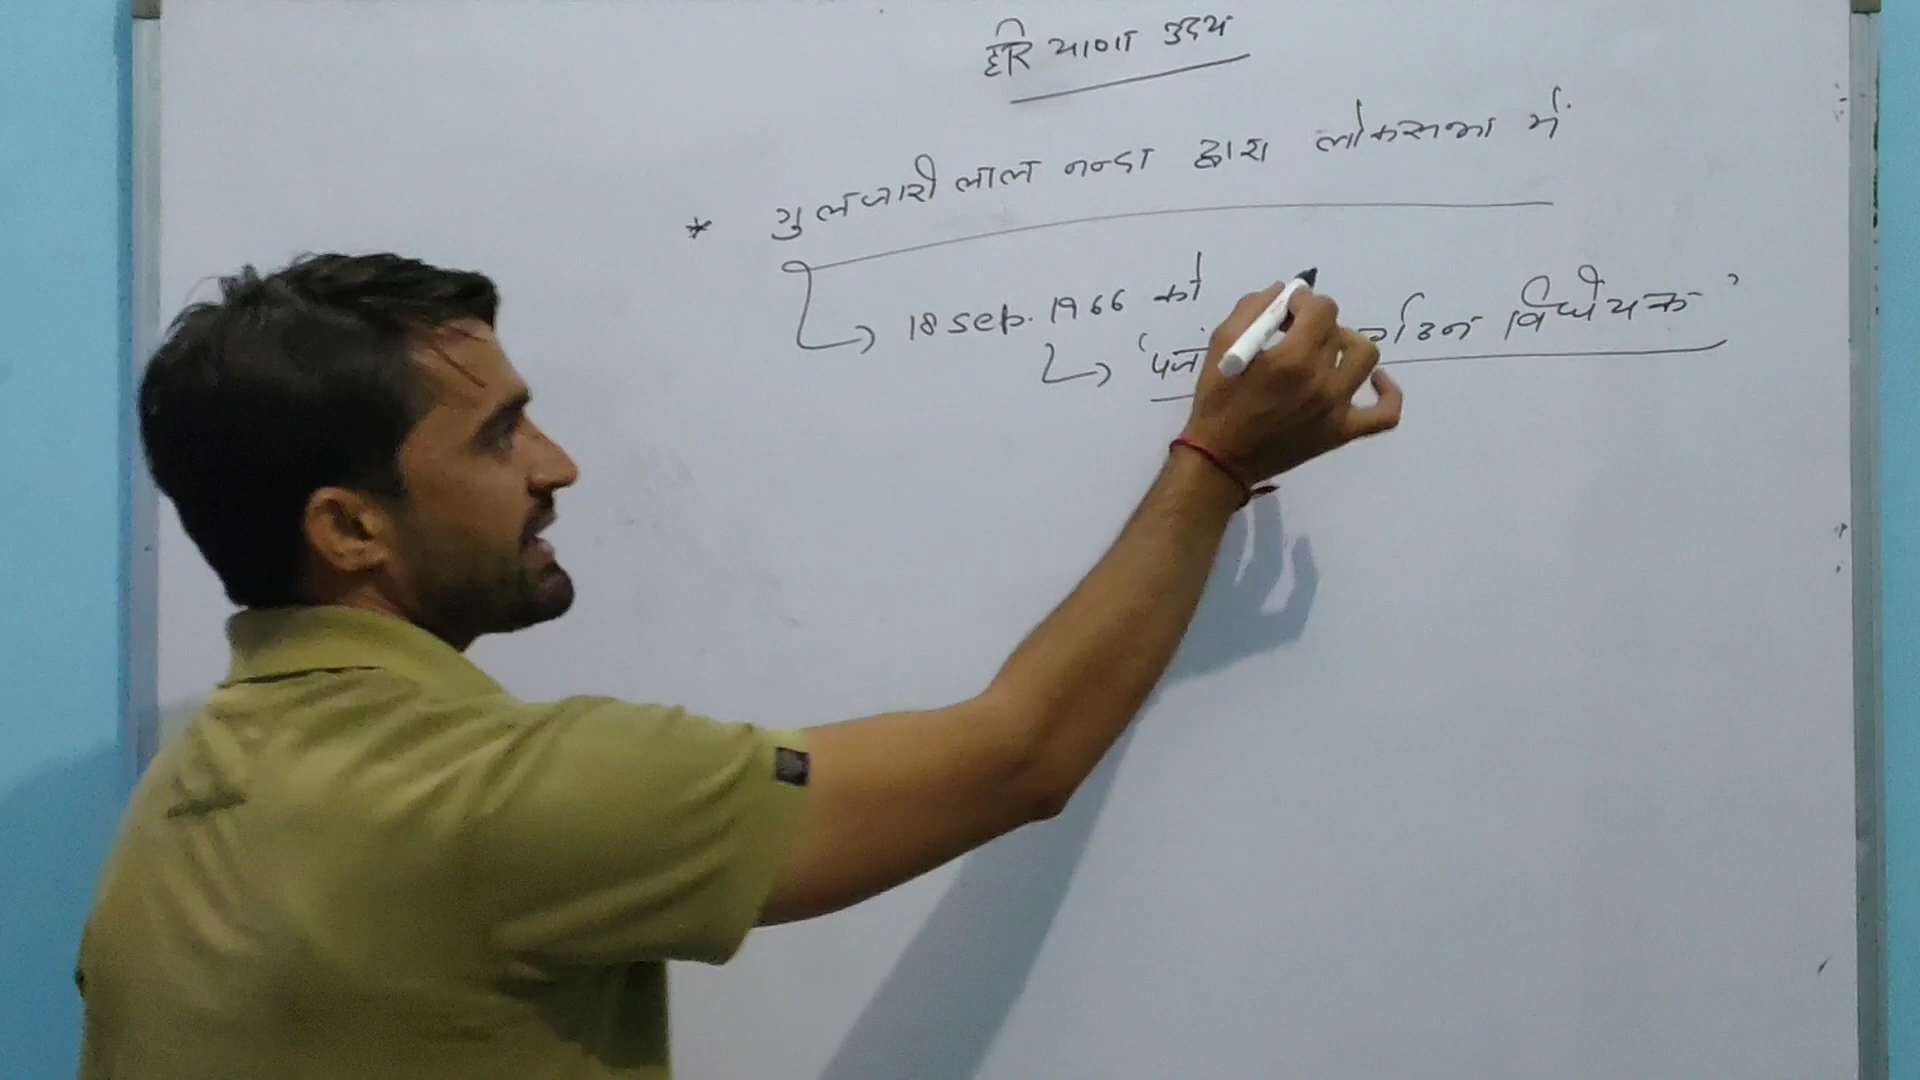 हरियाणा उदय
* गुलजारी लाल नन्दा द्वारा लोकसभा में
18 Sep. 1966 को
विधेयक'